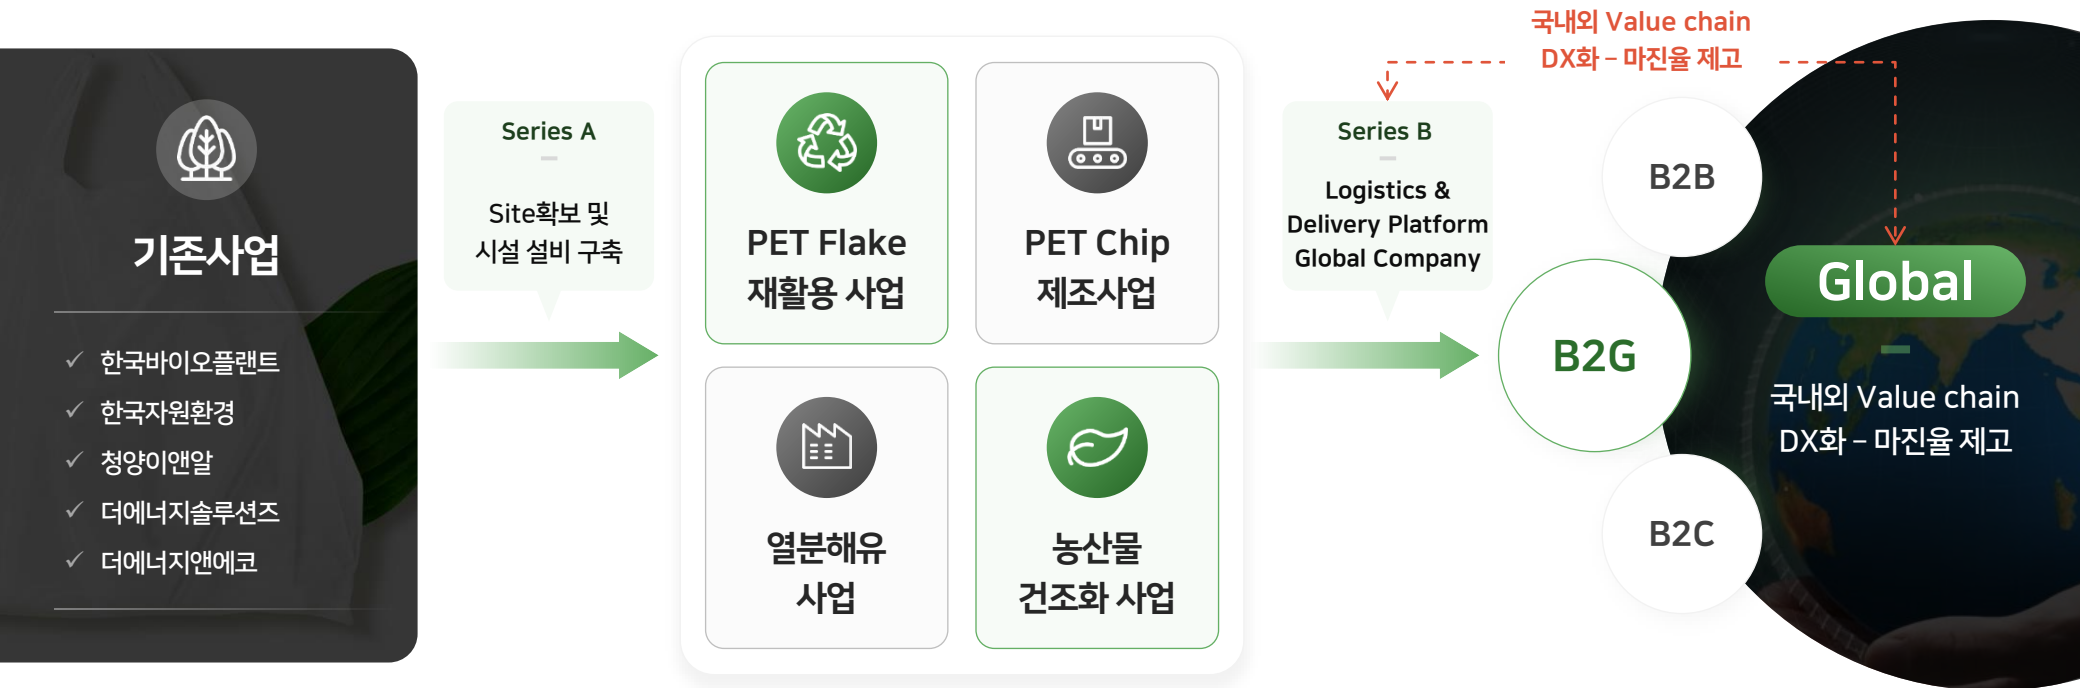 기존사업
한국바이오플랜트
한국자원환경
청양이앤알
더에너지솔루션즈
더에너지앤에코
Series A
Site확보 및
시설 설비 구축
PET Flake
재활용 사업
PET Chip
제조사업
열분해유
사업
농산물
건조화 사업
국내외 Value chain
DX화 – 마진율 제고
Series B
Logistics &
Delivery Platform
Global Company
B2B
B2G
B2C
Global
국내외 Value chain
DX화 – 마진율 제고